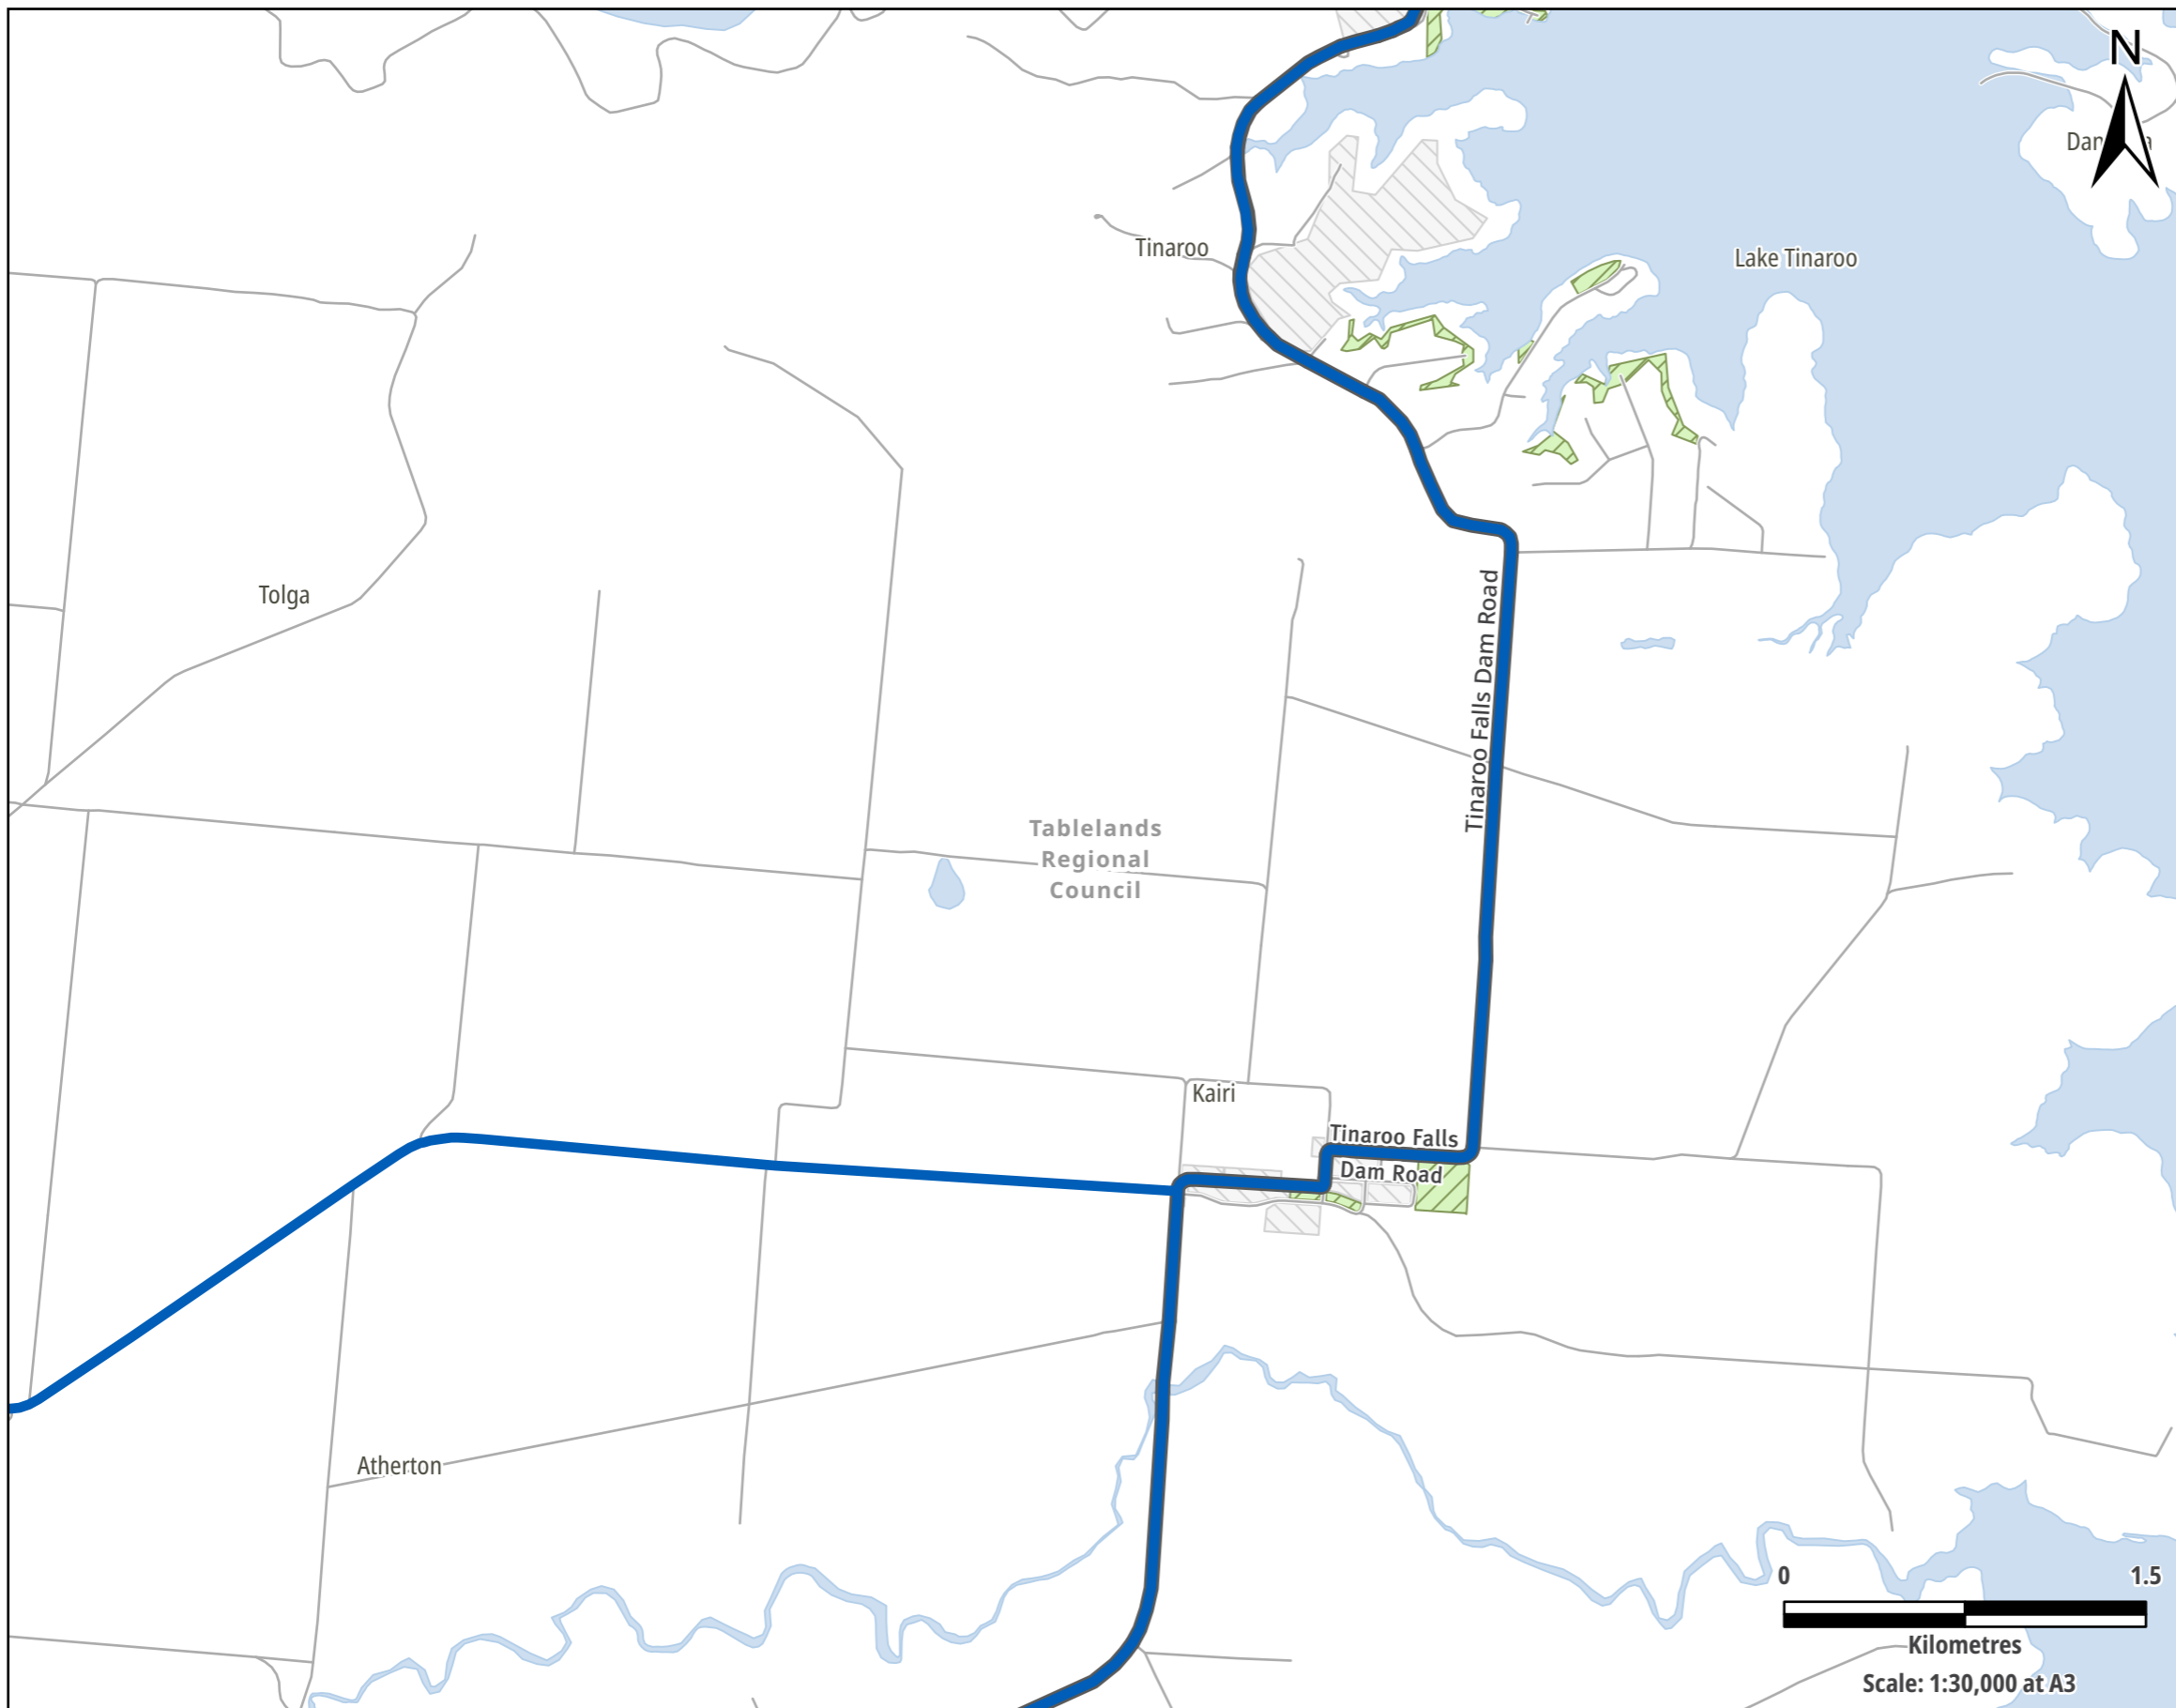 N
Tinaroo
Lake Tinaroo
Tolga
Tinaroo Falls Dam Road
Tablelands
Regional
Council
Kairi
Tinaroo Falls
Dam Road
Atherton
0 1.5
Kilometres
Scale: 1:30,000 at A3